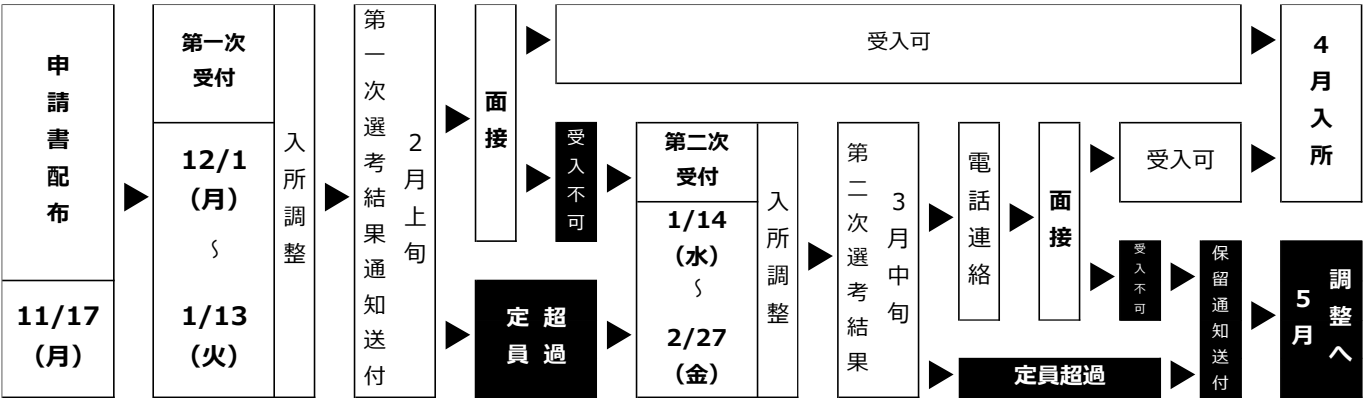 申請書配布
11/17
（月）
第一次
受付
12/1
（月）
～
1/13
（火）
入所調整
第一次選考結果通知送付
2月上旬
面接
受入可
4月入所
受入不可
定員
超過
第二次
受付
1/14
（水）
～
2/27
（金）
入所調整
第二次選考結果
3月中旬
電話連絡
面接
受入可
受入不可
定員超過
保留通知送付
5月
調整へ